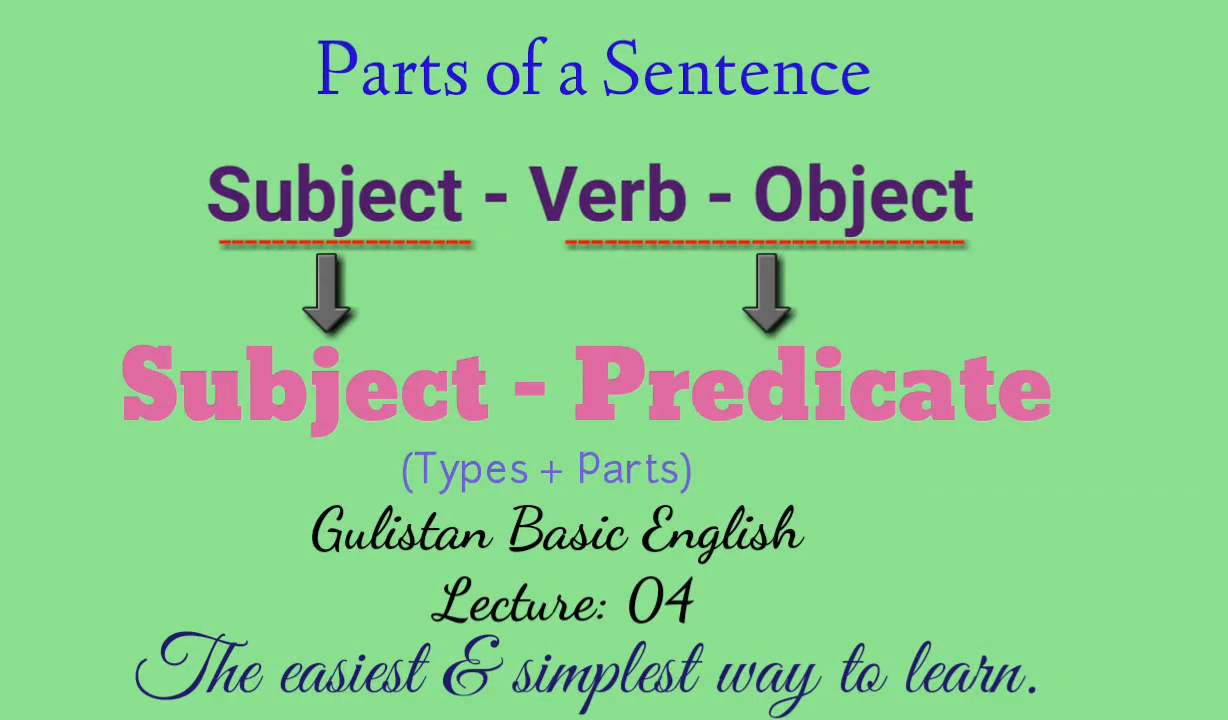 Parts of a Sentence
Subject - Verb - Object
Subject - Predicate
(Types + Parts)
Gulistan Basic English
Lecture: 04
The easiest & simplest way to learn.